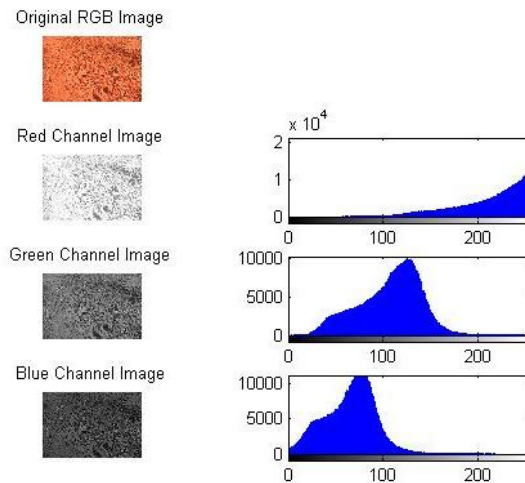 Original RGB Image
Red Channel Image
x 10^4
2
1
0
0 100 200
Green Channel Image
10000
5000
0
0 100 200
Blue Channel Image
10000
5000
0
0 100 200